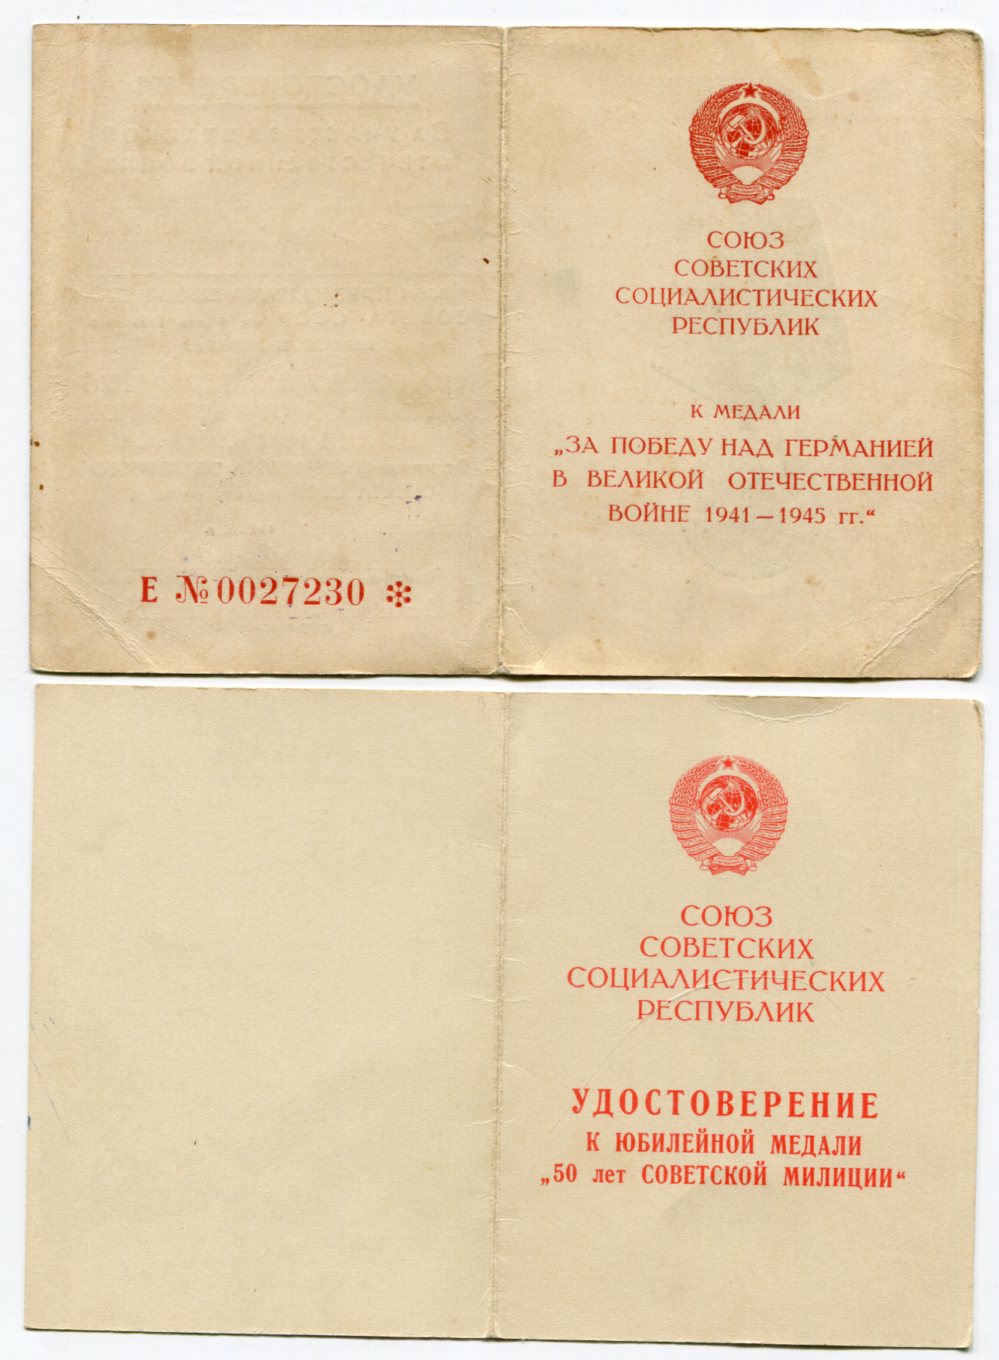 Е №0027230 *
СОЮЗ
СОВЕТСКИХ
СОЦИАЛИСТИЧЕСКИХ
РЕСПУБЛИК
К МЕДАЛИ
„ЗА ПОБЕДУ НАД ГЕРМАНИЕЙ
В ВЕЛИКОЙ ОТЕЧЕСТВЕННОЙ
ВОЙНЕ 1941—1945 гг.“
СОЮЗ
СОВЕТСКИХ
СОЦИАЛИСТИЧЕСКИХ
РЕСПУБЛИК
УДОСТОВЕРЕНИЕ
К ЮБИЛЕЙНОЙ МЕДАЛИ
„50 лет СОВЕТСКОЙ МИЛИЦИИ“